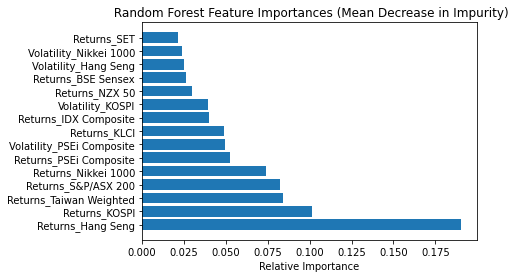 Random Forest Feature Importances (Mean Decrease in Impurity)
Returns_SET
Volatility_Nikkei 1000
Volatility_Hang Seng
Returns_BSE Sensex
Returns_NZX 50
Volatility_KOSPI
Returns_IDX Composite
Returns_KLCI
Volatility_PSEi Composite
Returns_PSEi Composite
Returns_Nikkei 1000
Returns_S&P/ASX 200
Returns_Taiwan Weighted
Returns_KOSPI
Returns_Hang Seng
0.000 0.025 0.050 0.075 0.100 0.125 0.150 0.175
Relative Importance